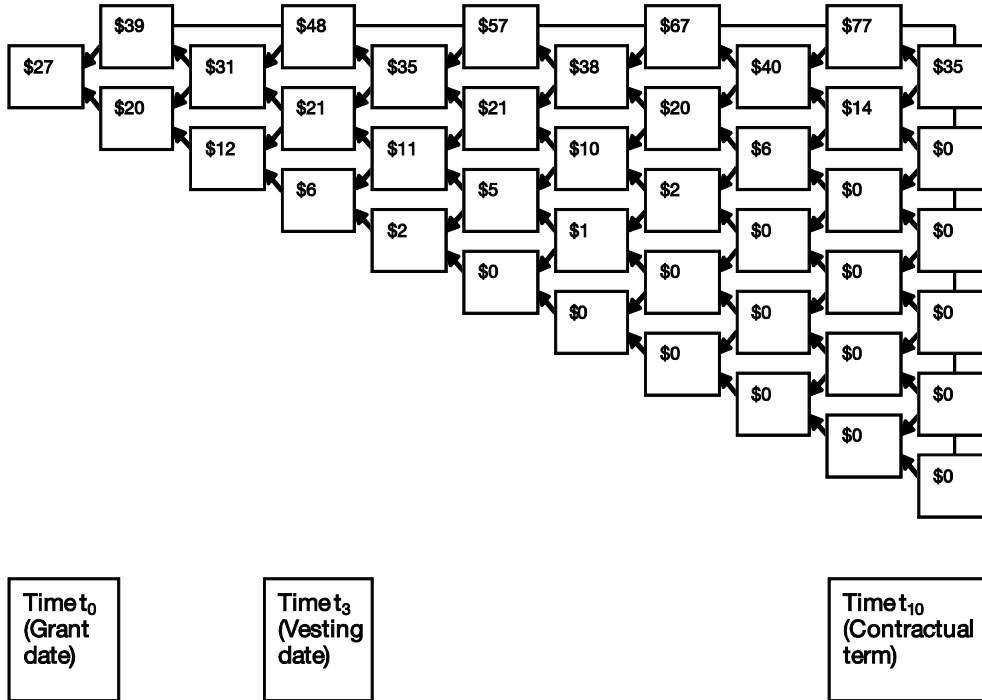 $39 $48 $57 $67 $77
$27 $31 $35 $38 $40 $35
$20 $21 $21 $20 $14
$12 $11 $10 $6 $0
$6 $5 $2 $0
$2 $1 $0 $0
$0 $0 $0
$0 $0 $0
$0 $0
$0 $0
$0
$0
Time t₀
(Grant
date)
Time t₃
(Vesting
date)
Time t₁₀
(Contractual
term)